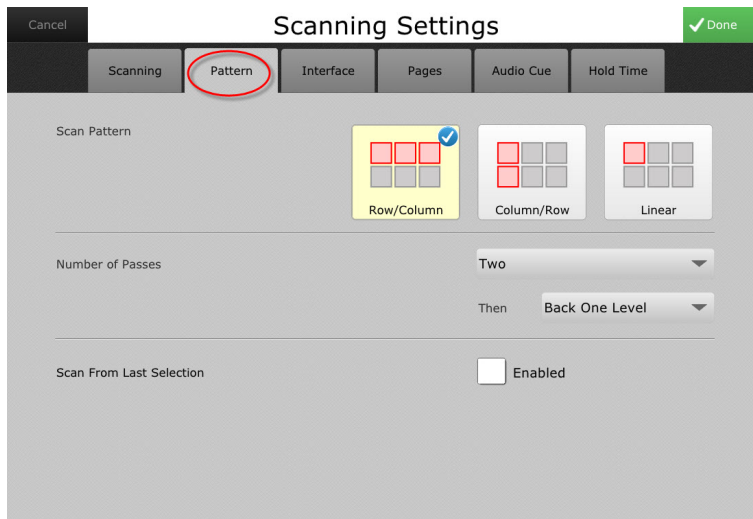 Cancel
Scanning Settings
Done
Scanning
Pattern
Interface
Pages
Audio Cue
Hold Time
Scan Pattern
Row/Column
Column/Row
Linear
Number of Passes
Two
Then
Back One Level
Scan From Last Selection
Enabled